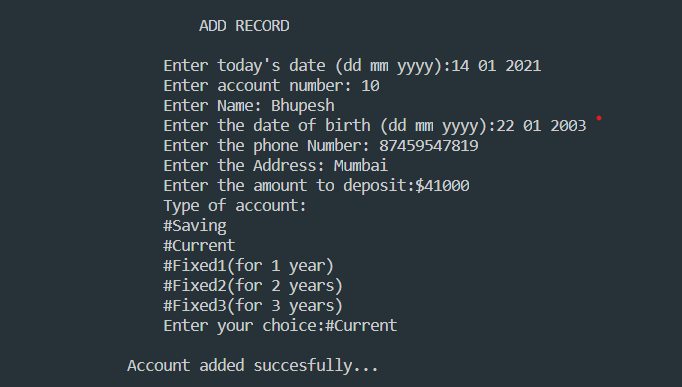 ADD RECORD
Enter today's date (dd mm yyyy):14 01 2021
Enter account number: 10
Enter Name: Bhupesh
Enter the date of birth (dd mm yyyy):22 01 2003
Enter the phone Number: 87459547819
Enter the Address: Mumbai
Enter the amount to deposit:$41000
Type of account:
#Saving
#Current
#Fixed1(for 1 year)
#Fixed2(for 2 years)
#Fixed3(for 3 years)
Enter your choice:#Current
Account added succesfully...